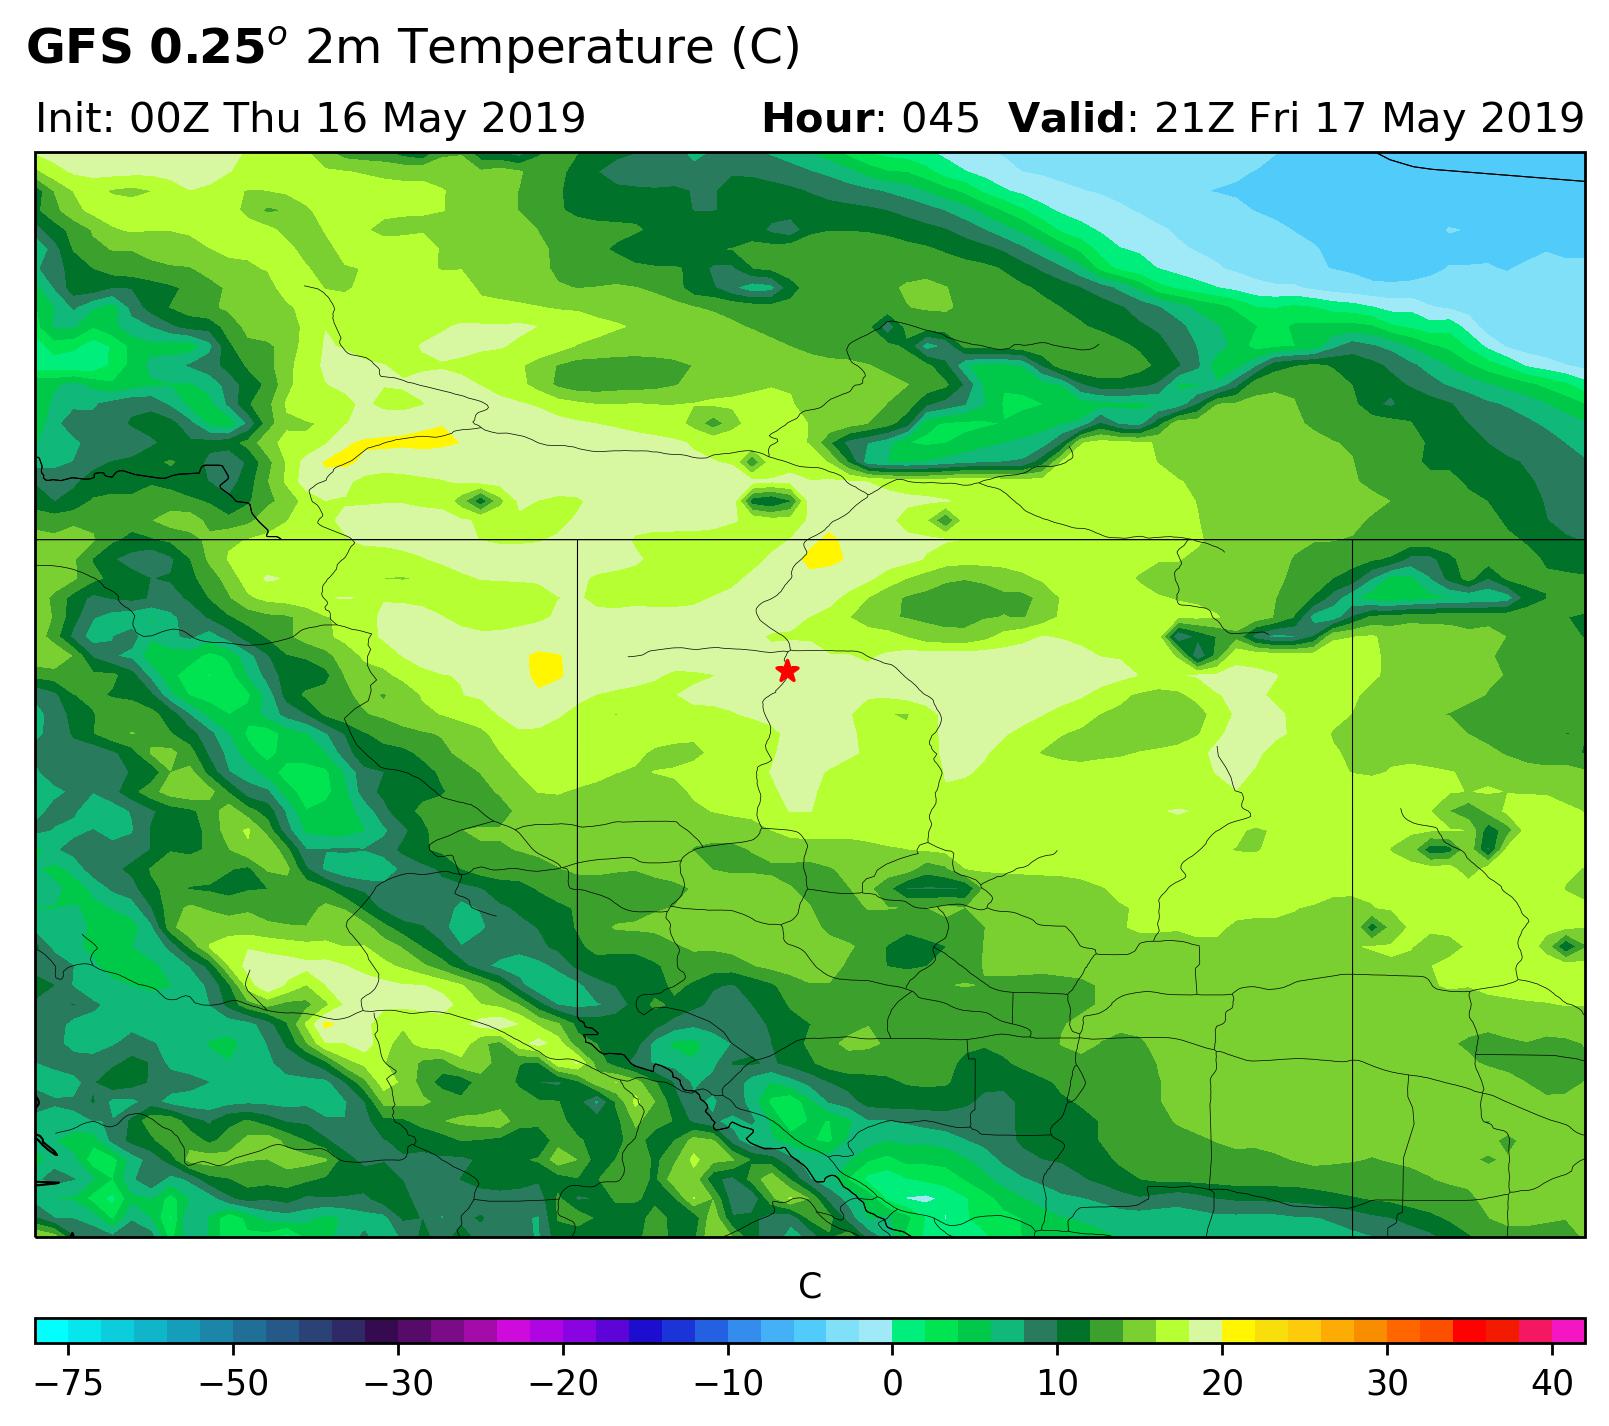 GFS 0.25° 2m Temperature (C)
Init: 00Z Thu 16 May 2019 Hour: 045 Valid: 21Z Fri 17 May 2019
C
−75 −50 −30 −20 −10 0 10 20 30 40